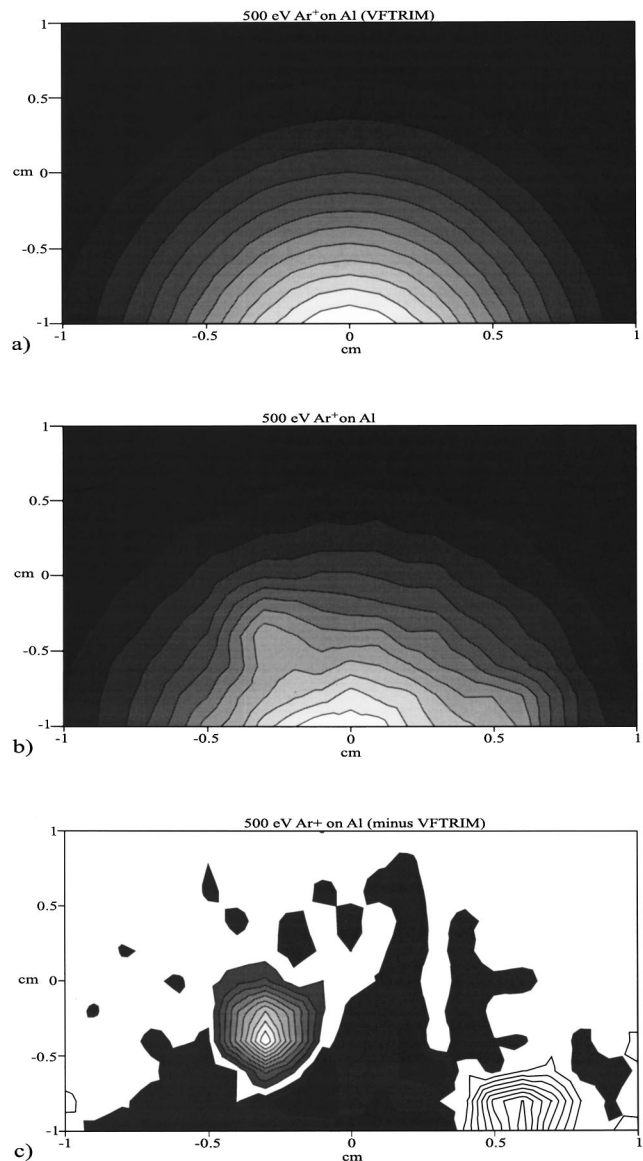 500 eV Ar⁺ on Al (VFTRIM)
1
0.5
cm 0
-0.5
-1
-1 -0.5 0 0.5 1
cm
a)
500 eV Ar⁺ on Al
1
0.5
cm 0
-0.5
-1
-1 -0.5 0 0.5 1
cm
b)
500 eV Ar+ on Al (minus VFTRIM)
1
0.5
cm 0
-0.5
-1
-1 -0.5 0 0.5 1
cm
c)